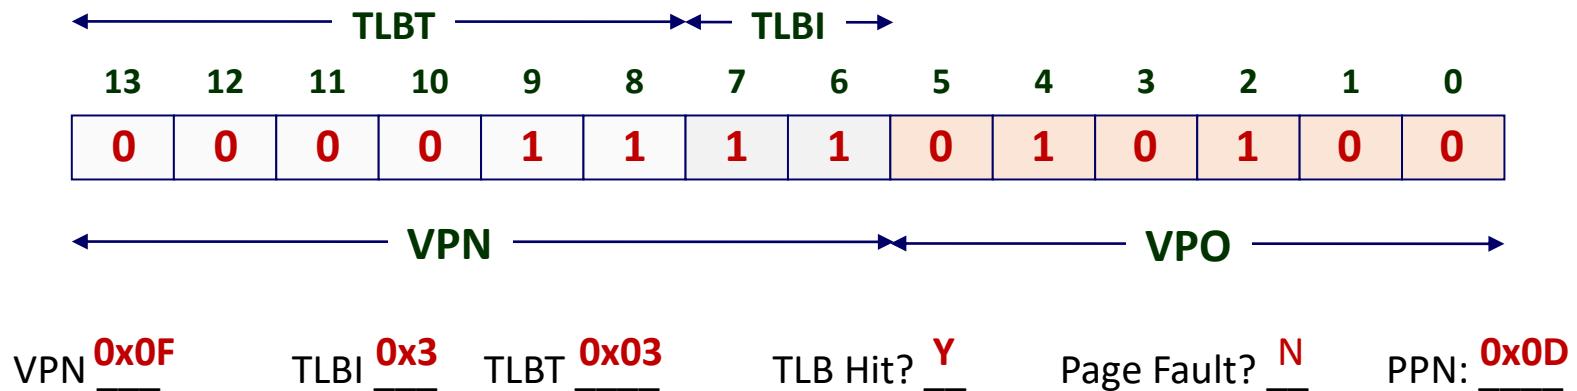 TLBT TLBI
13 12 11 10 9 8 7 6 5 4 3 2 1 0
0 0 0 0 1 1 1 1 0 1 0 1 0 0
VPN VPO
VPN 0x0F TLBI 0x3 TLBT 0x03 TLB Hit? Y Page Fault? N PPN: 0x0D